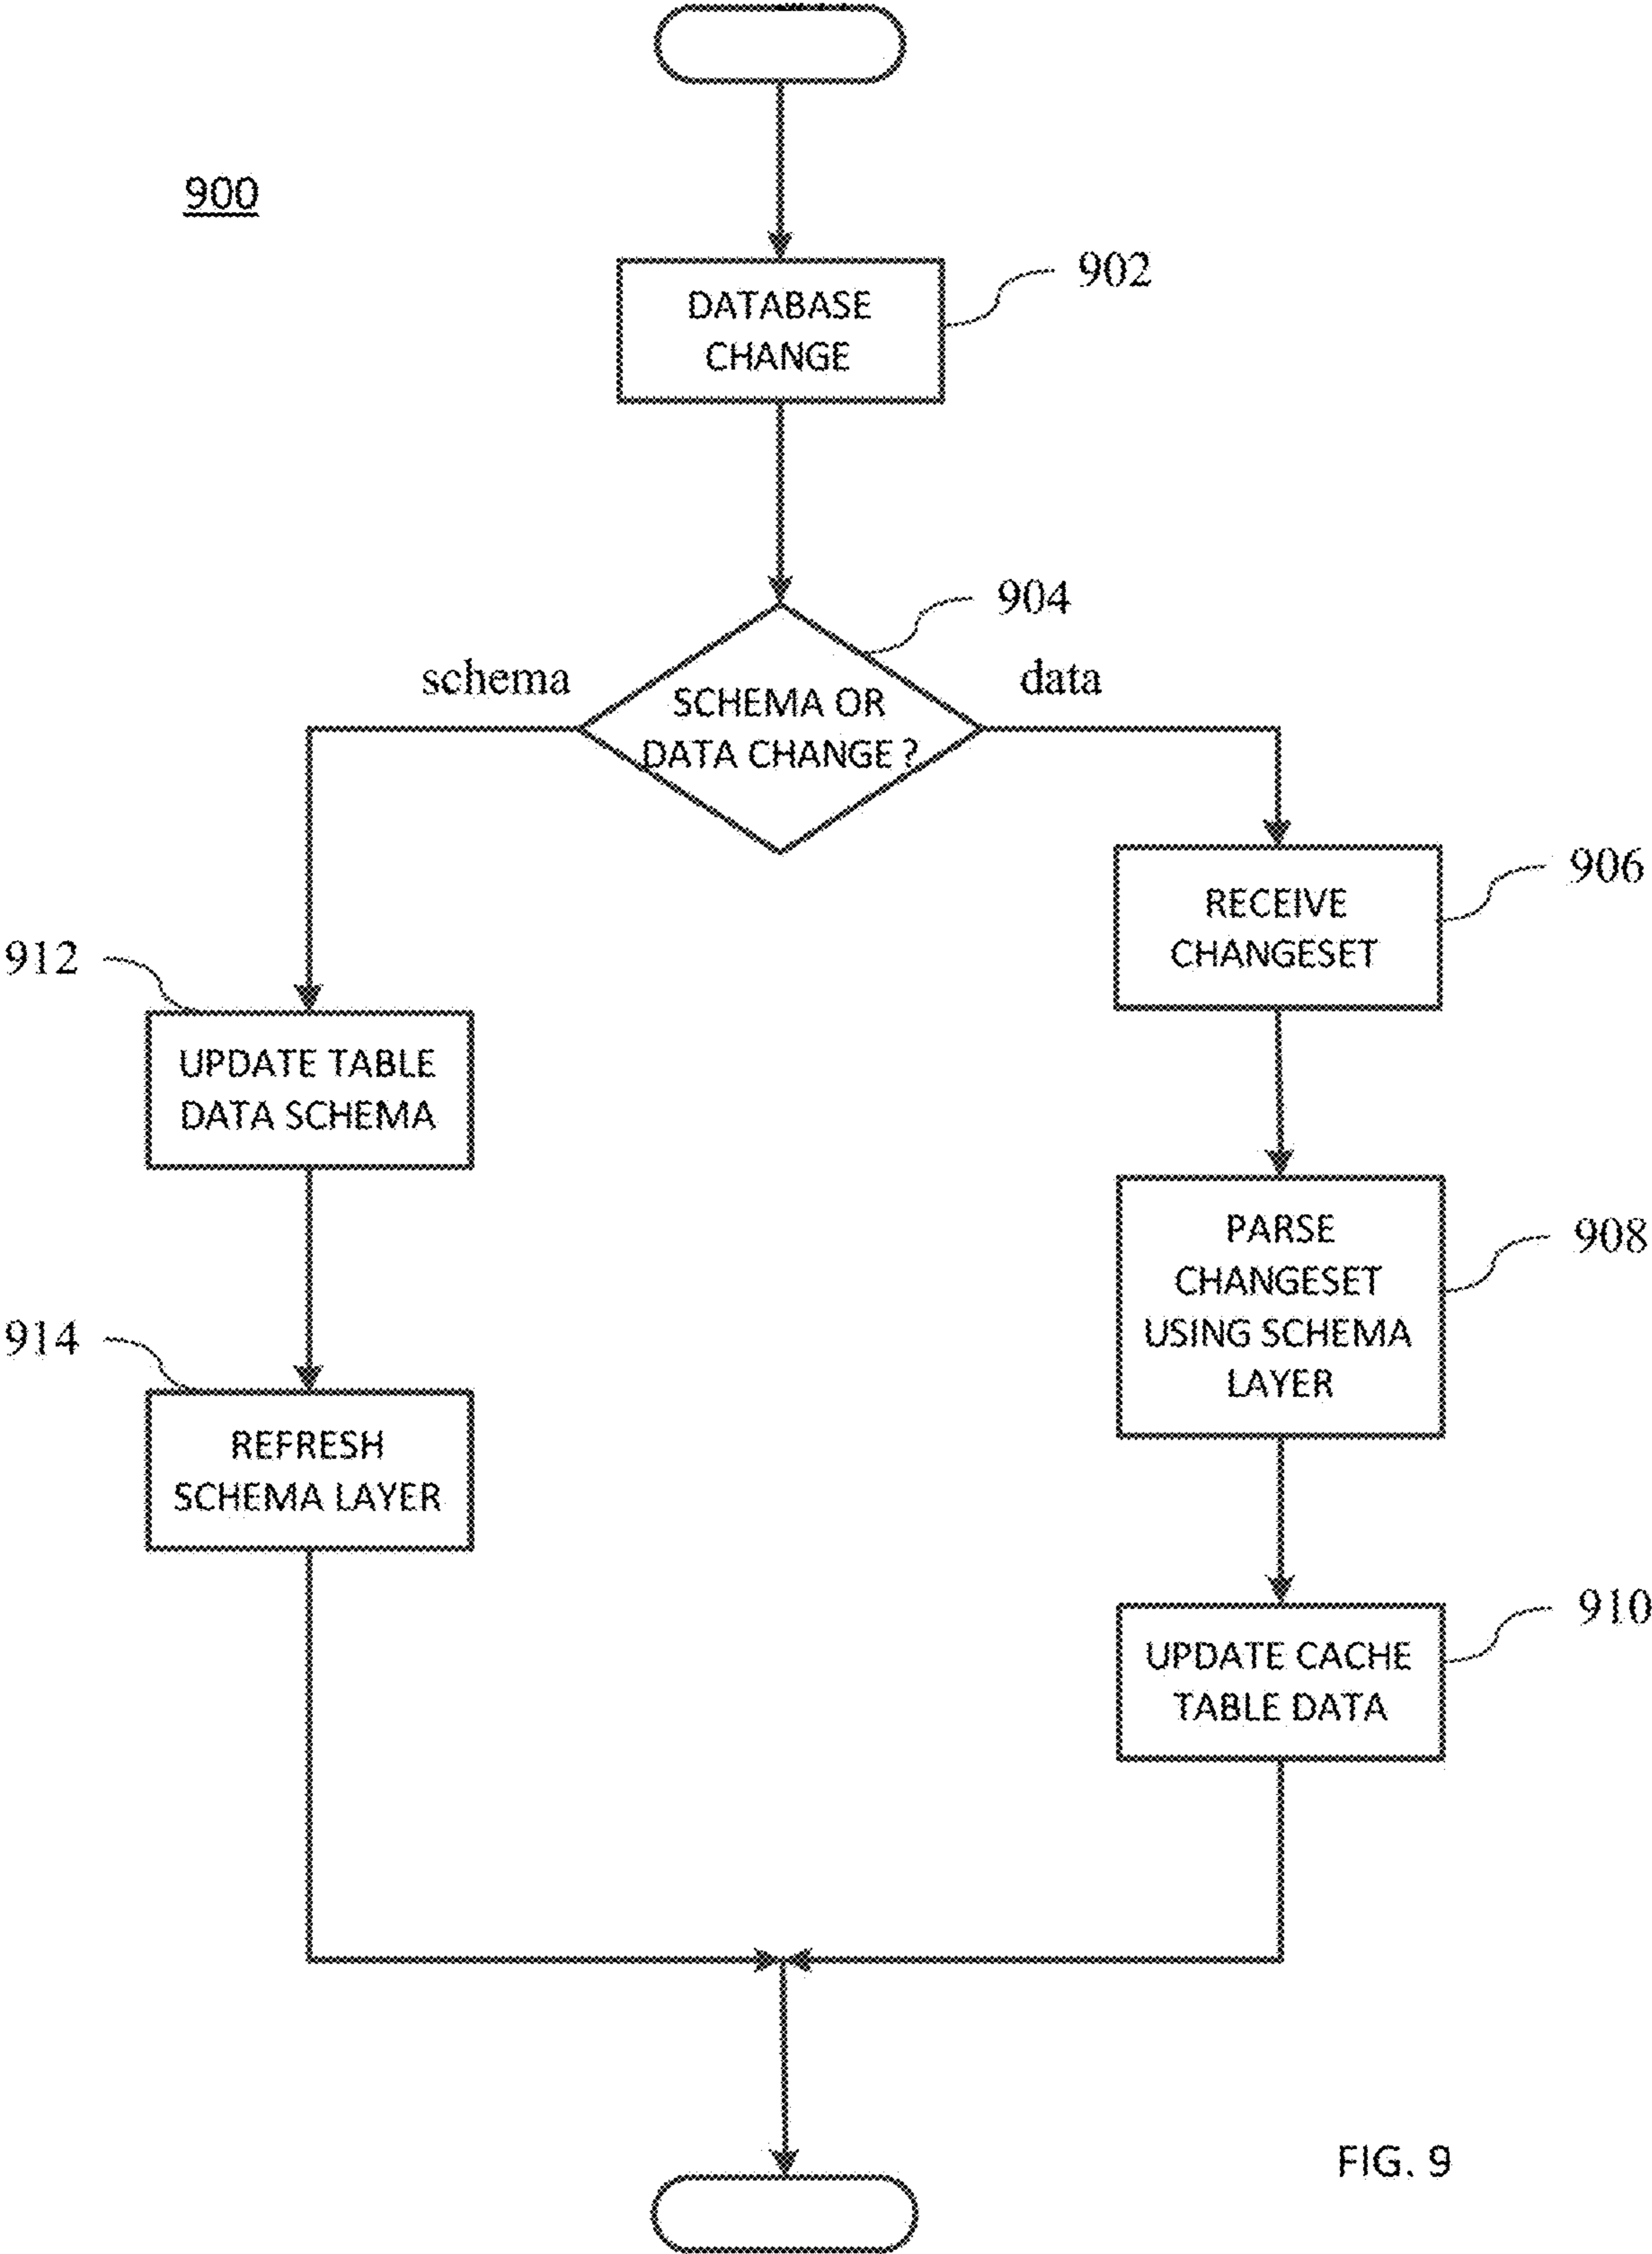 900
DATABASE
CHANGE
902
904
schema
data
SCHEMA OR
DATA CHANGE ?
RECEIVE
CHANGESET
906
912
UPDATE TABLE
DATA SCHEMA
PARSE
CHANGESET
USING SCHEMA
LAYER
908
914
REFRESH
SCHEMA LAYER
UPDATE CACHE
TABLE DATA
910
FIG. 9